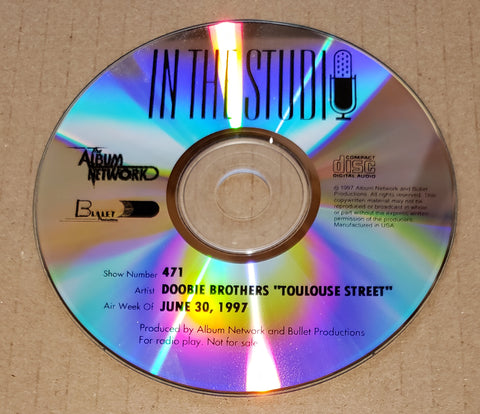 IN THE STUDIO
The
ALBUM
NETWORK
BULLET
COMPACT
disc
DIGITAL AUDIO
℗ 1997 Album Network and Bullet
Productions. All rights reserved. This
copywritten material may not be
reproduced or broadcast in whole
or part without the express written
permission of the producers.
Manufactured in USA.
Show Number 471
Artist DOOBIE BROTHERS "TOULOUSE STREET"
Air Week Of JUNE 30, 1997
Produced by Album Network and Bullet Productions
For radio play. Not for sale.